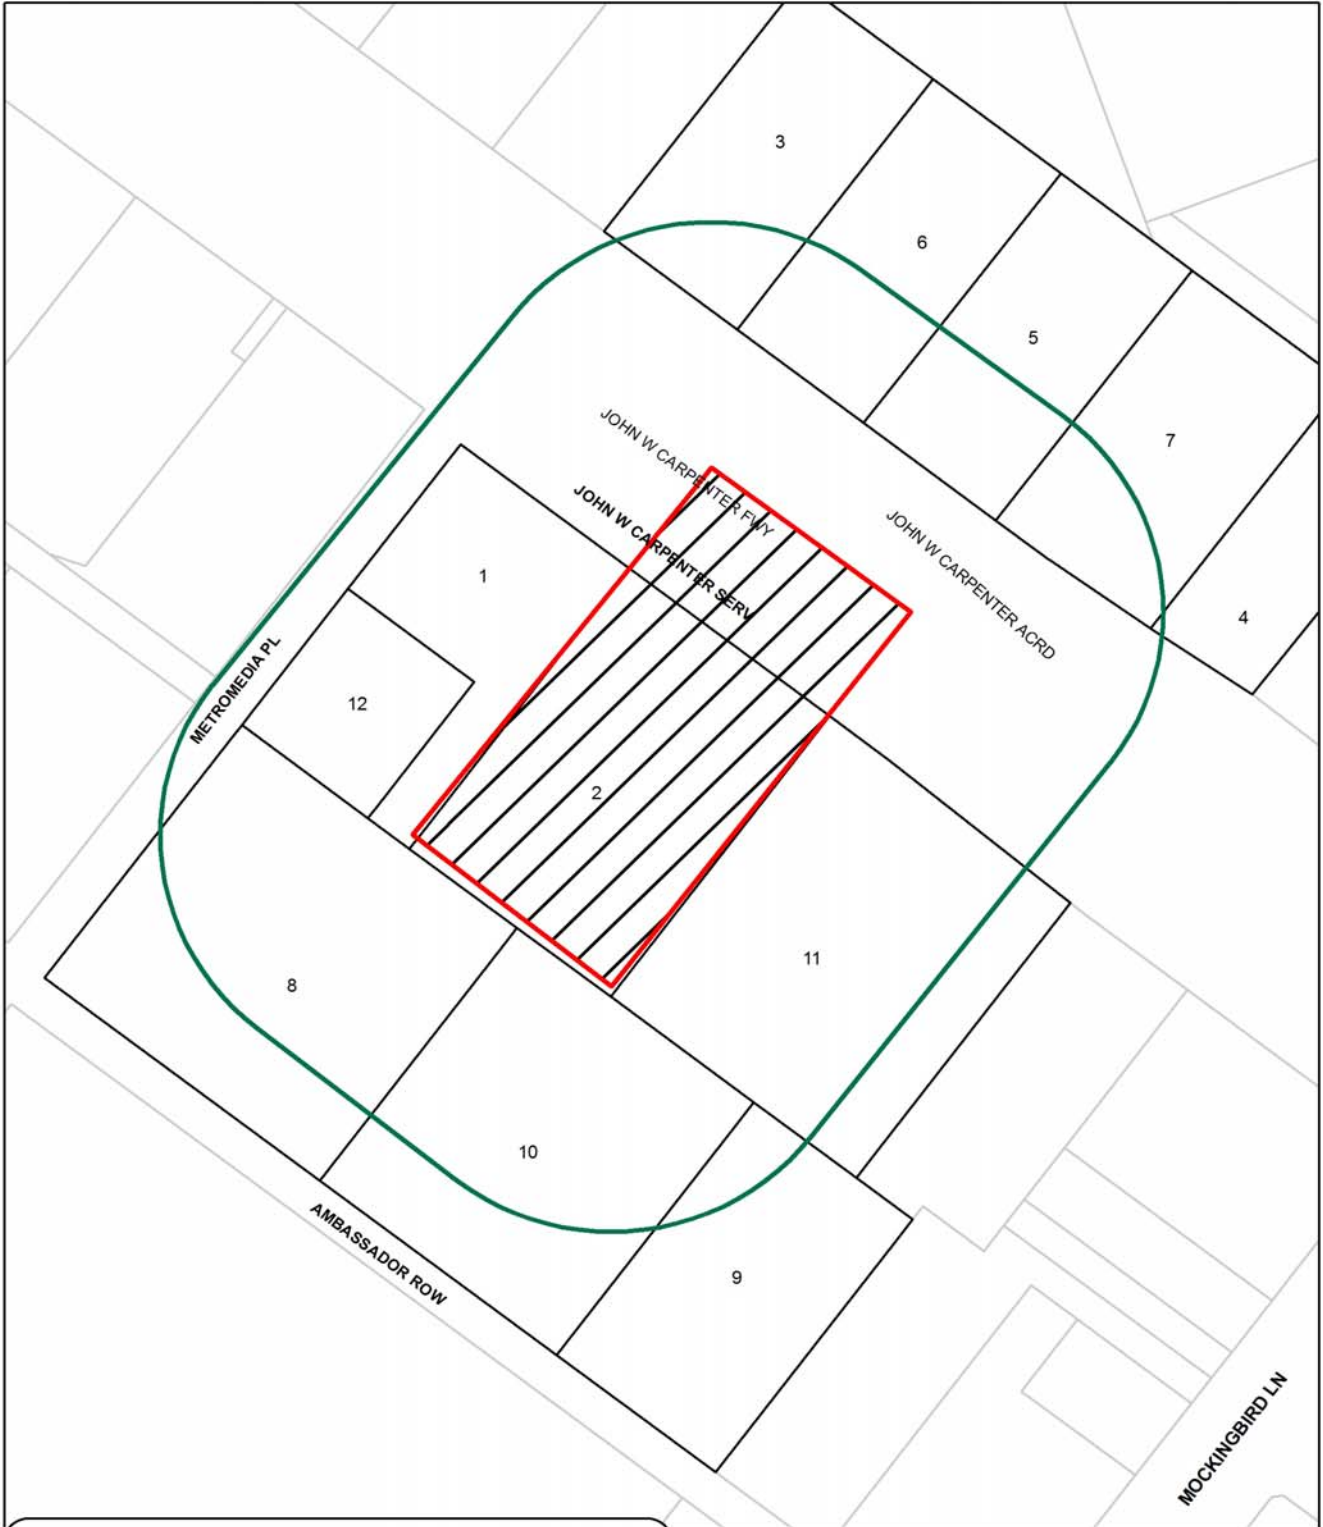 3
6
5
7
JOHN W CARPENTER FWY
JOHN W CARPENTER SERV
JOHN W CARPENTER ACRD
1
4
METROMEDIA PL
12
2
11
8
10
AMBASSADOR ROW
9
MOCKINGBIRD LN